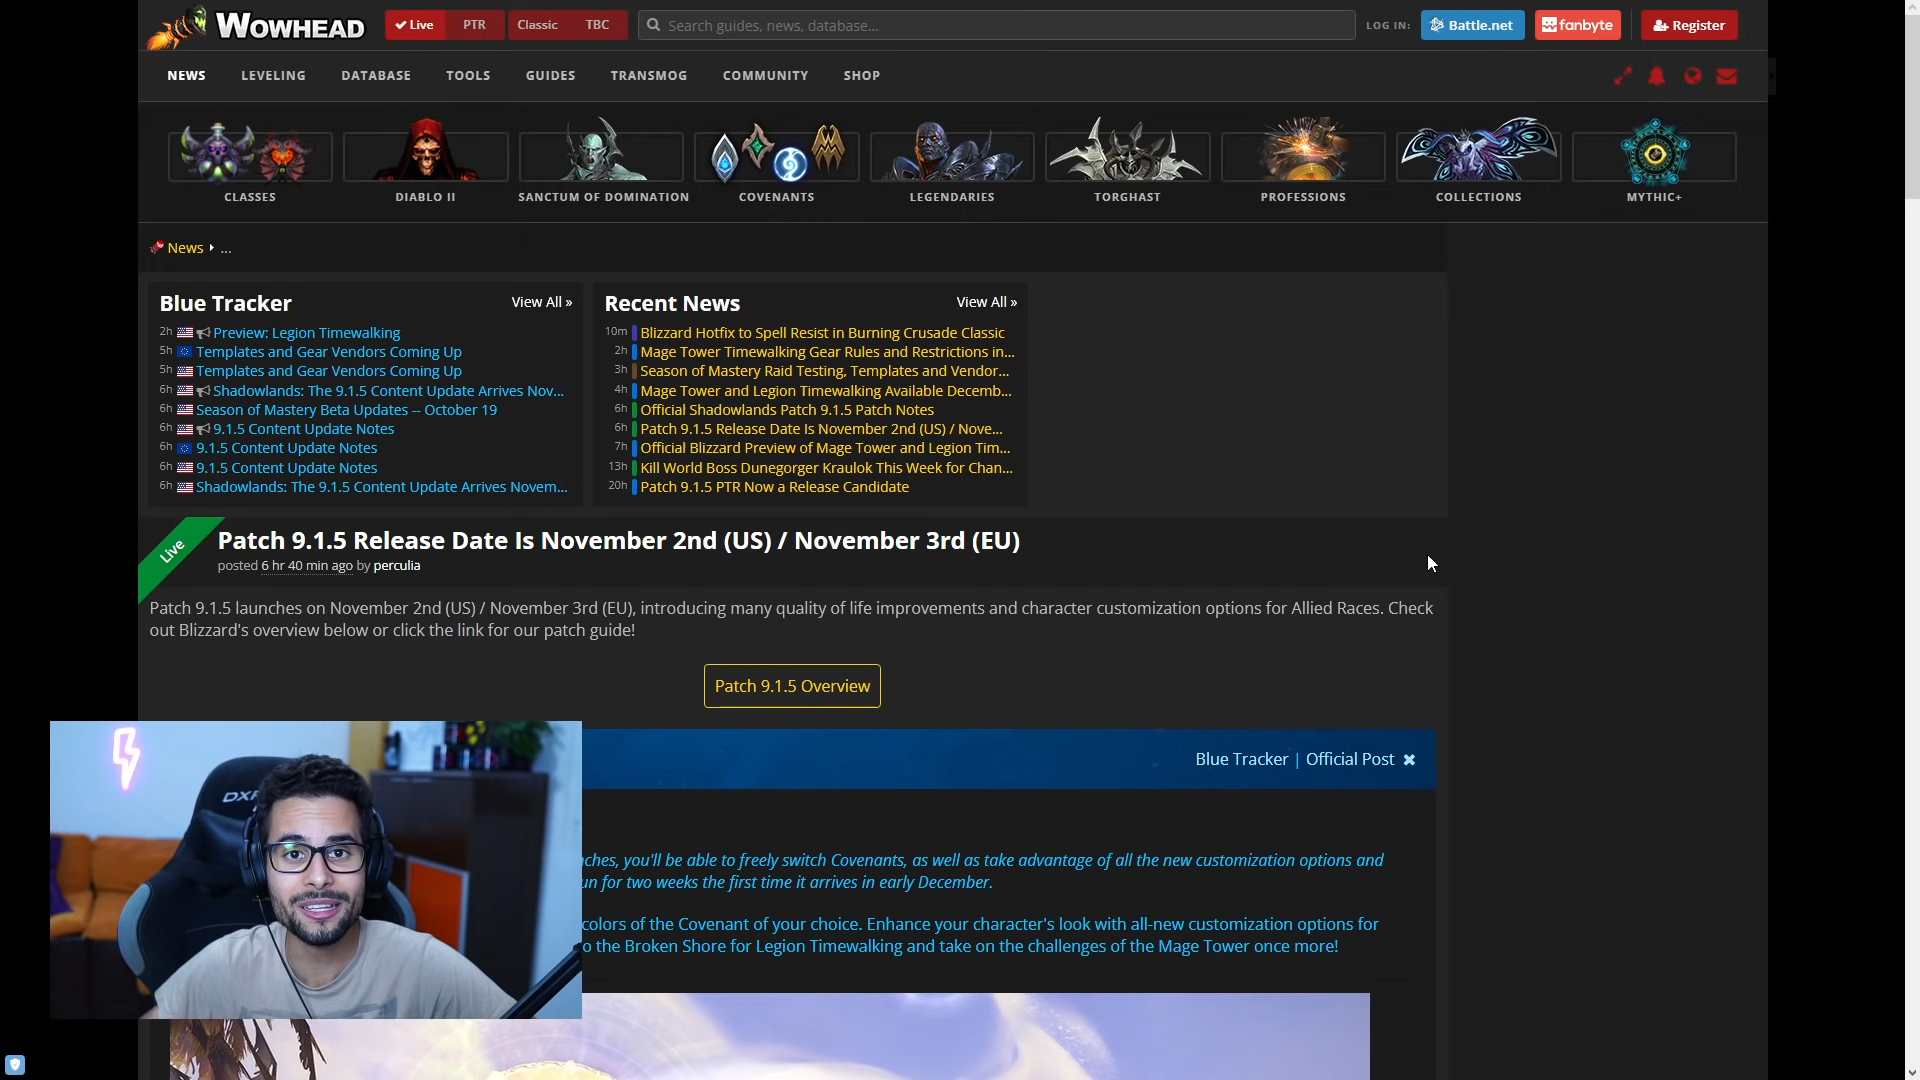 WOWHEAD
Live PTR Classic TBC
Search guides, news, database...
LOG IN: Battle.net fanbyte Register
NEWS LEVELING DATABASE TOOLS GUIDES TRANSMOG COMMUNITY SHOP
CLASSES DIABLO II SANCTUM OF DOMINATION COVENANTS LEGENDARIES TORGHAST PROFESSIONS COLLECTIONS MYTHIC+
News ...
Blue Tracker View All »
2h Preview: Legion Timewalking
5h Templates and Gear Vendors Coming Up
5h Templates and Gear Vendors Coming Up
6h Shadowlands: The 9.1.5 Content Update Arrives Nov...
6h Season of Mastery Beta Updates -- October 19
6h 9.1.5 Content Update Notes
6h 9.1.5 Content Update Notes
6h 9.1.5 Content Update Notes
6h Shadowlands: The 9.1.5 Content Update Arrives Novem...
Recent News View All »
10m Blizzard Hotfix to Spell Resist in Burning Crusade Classic
2h Mage Tower Timewalking Gear Rules and Restrictions in...
3h Season of Mastery Raid Testing, Templates and Vendor...
4h Mage Tower and Legion Timewalking Available Decemb...
6h Official Shadowlands Patch 9.1.5 Patch Notes
6h Patch 9.1.5 Release Date Is November 2nd (US) / Nove...
7h Official Blizzard Preview of Mage Tower and Legion Tim...
13h Kill World Boss Dunegorger Kraulok This Week for Chan...
20h Patch 9.1.5 PTR Now a Release Candidate
Live
Patch 9.1.5 Release Date Is November 2nd (US) / November 3rd (EU)
posted 6 hr 40 min ago by perculia
Patch 9.1.5 launches on November 2nd (US) / November 3rd (EU), introducing many quality of life improvements and character customization options for Allied Races. Check
out Blizzard's overview below or click the link for our patch guide!
Patch 9.1.5 Overview
Blue Tracker | Official Post
you'll be able to freely switch Covenants, as well as take advantage of all the new customization options and
for two weeks the first time it arrives in early December.
colors of the Covenant of your choice. Enhance your character's look with all-new customization options for
the Broken Shore for Legion Timewalking and take on the challenges of the Mage Tower once more!